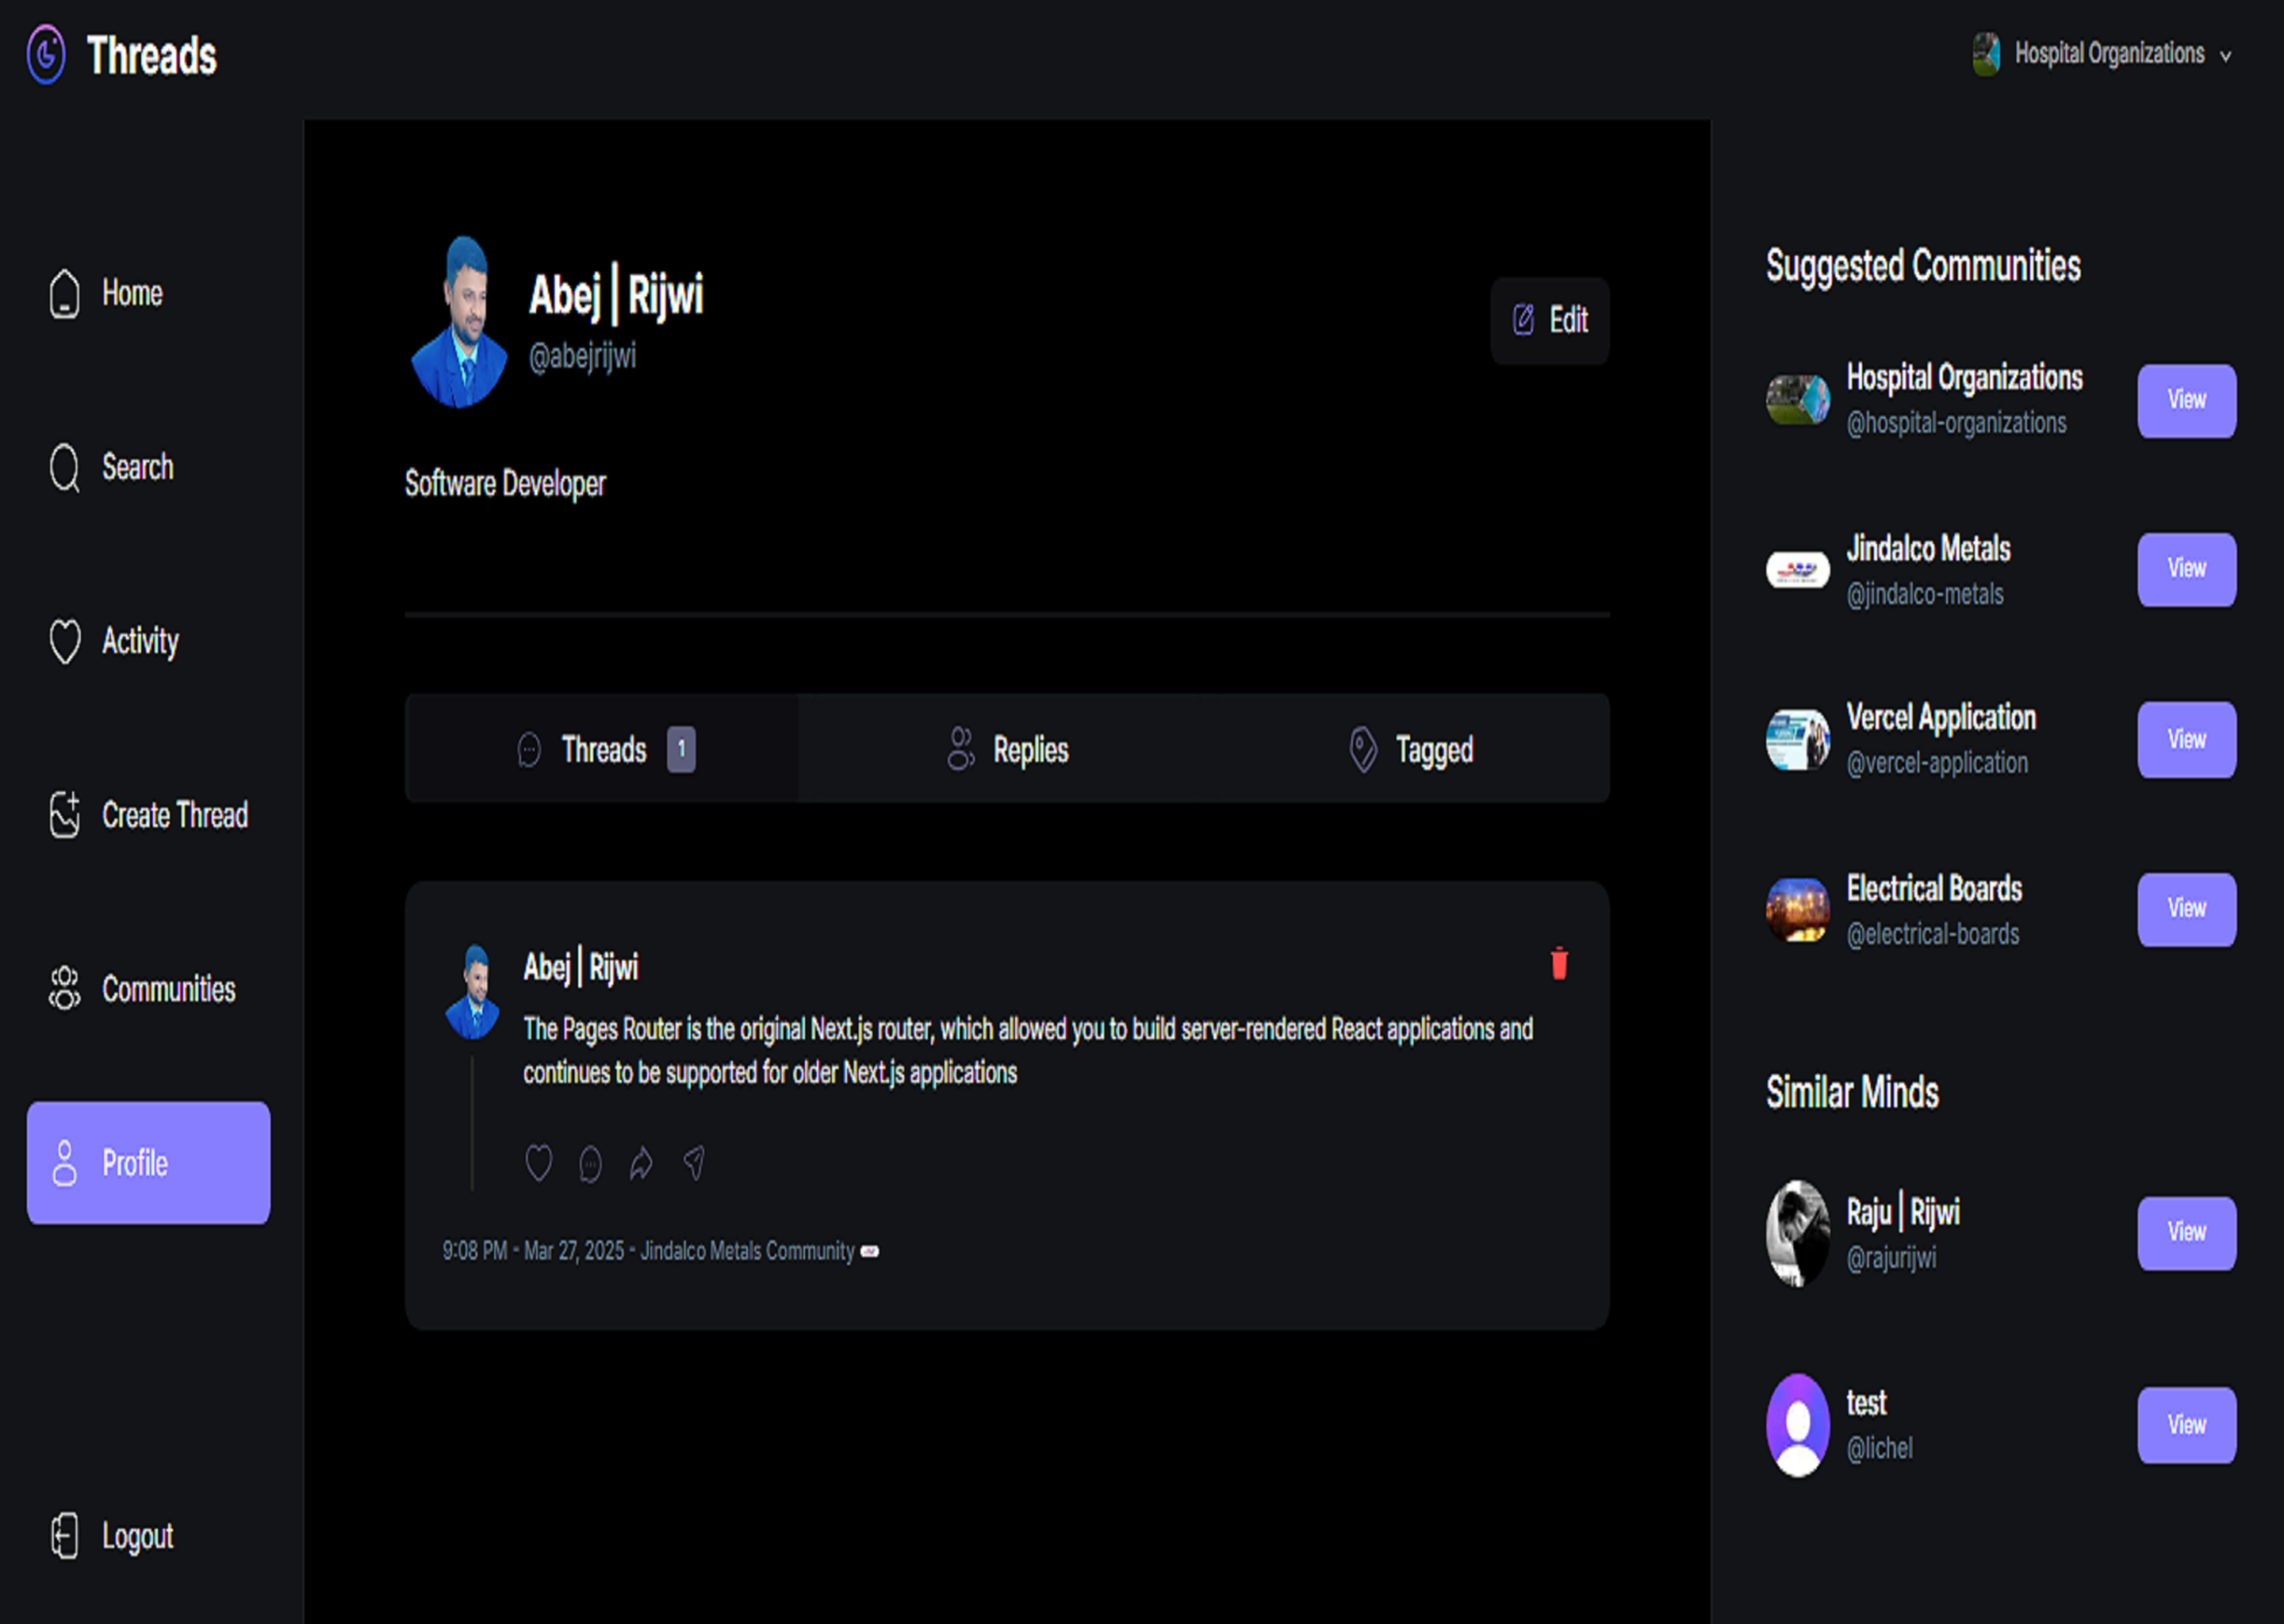 Threads
Hospital Organizations
Home
Search
Activity
Create Thread
Communities
Profile
Logout
Abej | Rijwi
@abejrijwi
Edit
Software Developer
Threads 1
Replies
Tagged
Abej | Rijwi
The Pages Router is the original Next.js router, which allowed you to build server-rendered React applications and
continues to be supported for older Next.js applications
9:08 PM - Mar 27, 2025 - Jindalco Metals Community
Suggested Communities
Hospital Organizations
@hospital-organizations
View
Jindalco Metals
@jindalco-metals
View
Vercel Application
@vercel-application
View
Electrical Boards
@electrical-boards
View
Similar Minds
Raju | Rijwi
@rajurijwi
View
test
@lichel
View